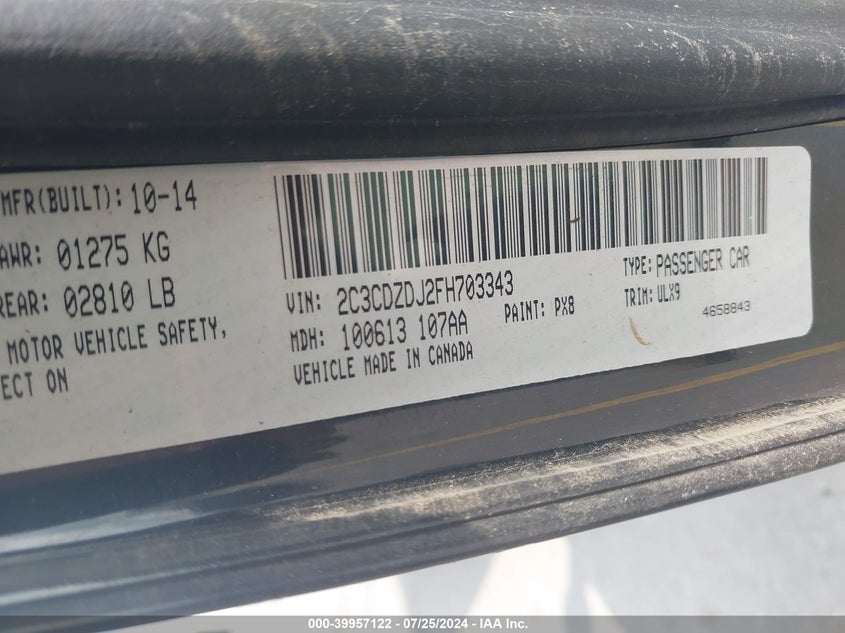 MFR(BUILT): 10-14
AWR: 01275 KG
REAR: 02810 LB
MOTOR VEHICLE SAFETY,
ECT ON
VIN: 2C3CDZDJ2FH703343
TYPE: PASSENGER CAR
MDH: 100613 107AA
PAINT: PX8
TRIM: ULX9
VEHICLE MADE IN CANADA
4658843
000-39957122 - 07/25/2024 - IAA Inc.